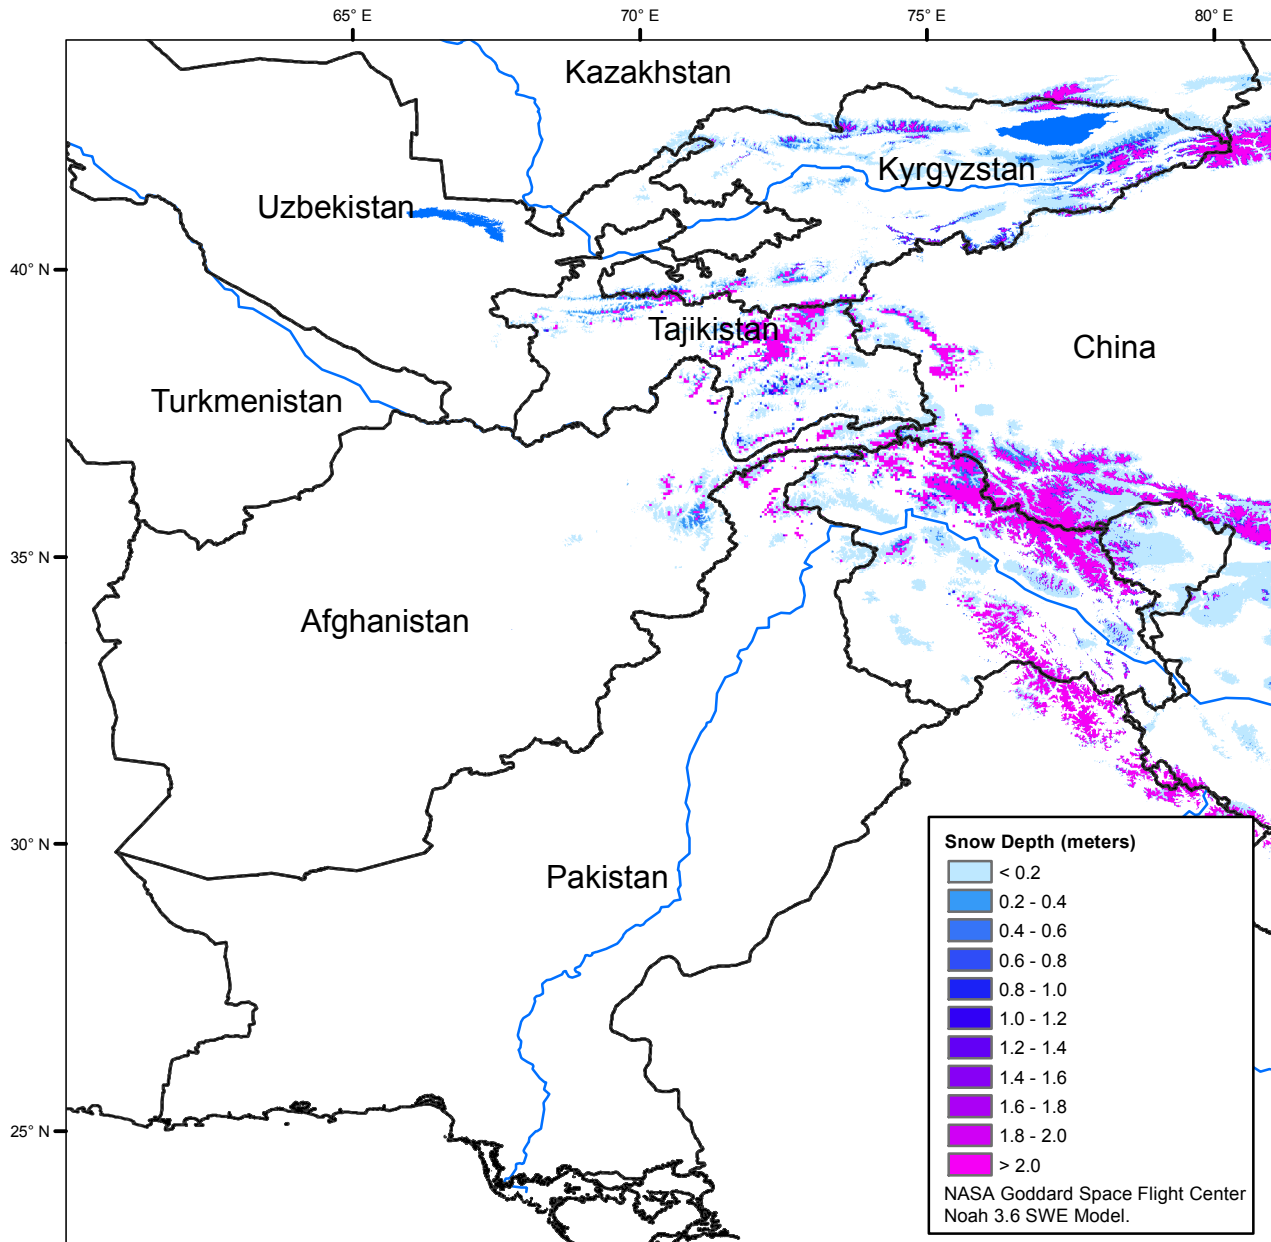 65° E
70° E
75° E
80° E
Kazakhstan
Kyrgyzstan
Uzbekistan
40° N
Tajikistan
China
Turkmenistan
35° N
Afghanistan
30° N
Pakistan
25° N
Snow Depth (meters)
< 0.2
0.2 - 0.4
0.4 - 0.6
0.6 - 0.8
0.8 - 1.0
1.0 - 1.2
1.2 - 1.4
1.4 - 1.6
1.6 - 1.8
1.8 - 2.0
> 2.0
NASA Goddard Space Flight Center
Noah 3.6 SWE Model.